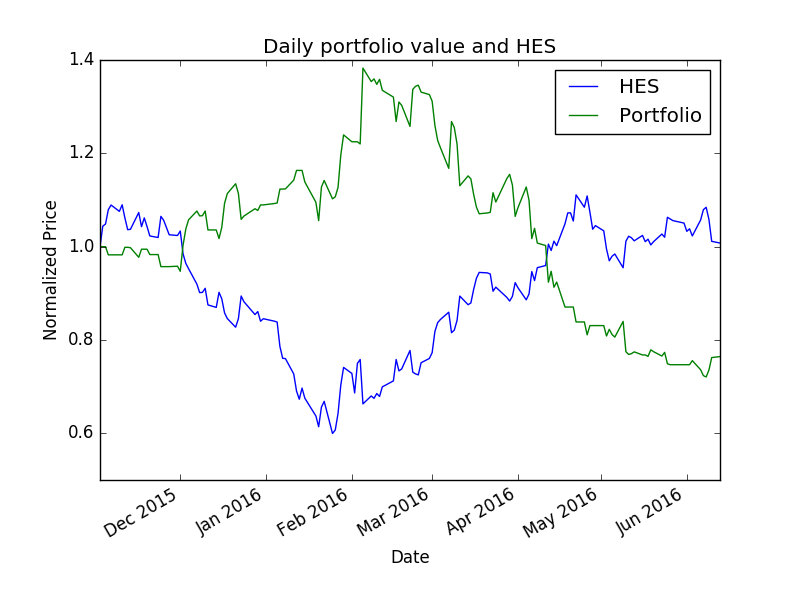 Daily portfolio value and HES
HES
Portfolio
1.4
1.2
1.0
0.8
0.6
Normalized Price
Dec 2015
Jan 2016
Feb 2016
Mar 2016
Apr 2016
May 2016
Jun 2016
Date